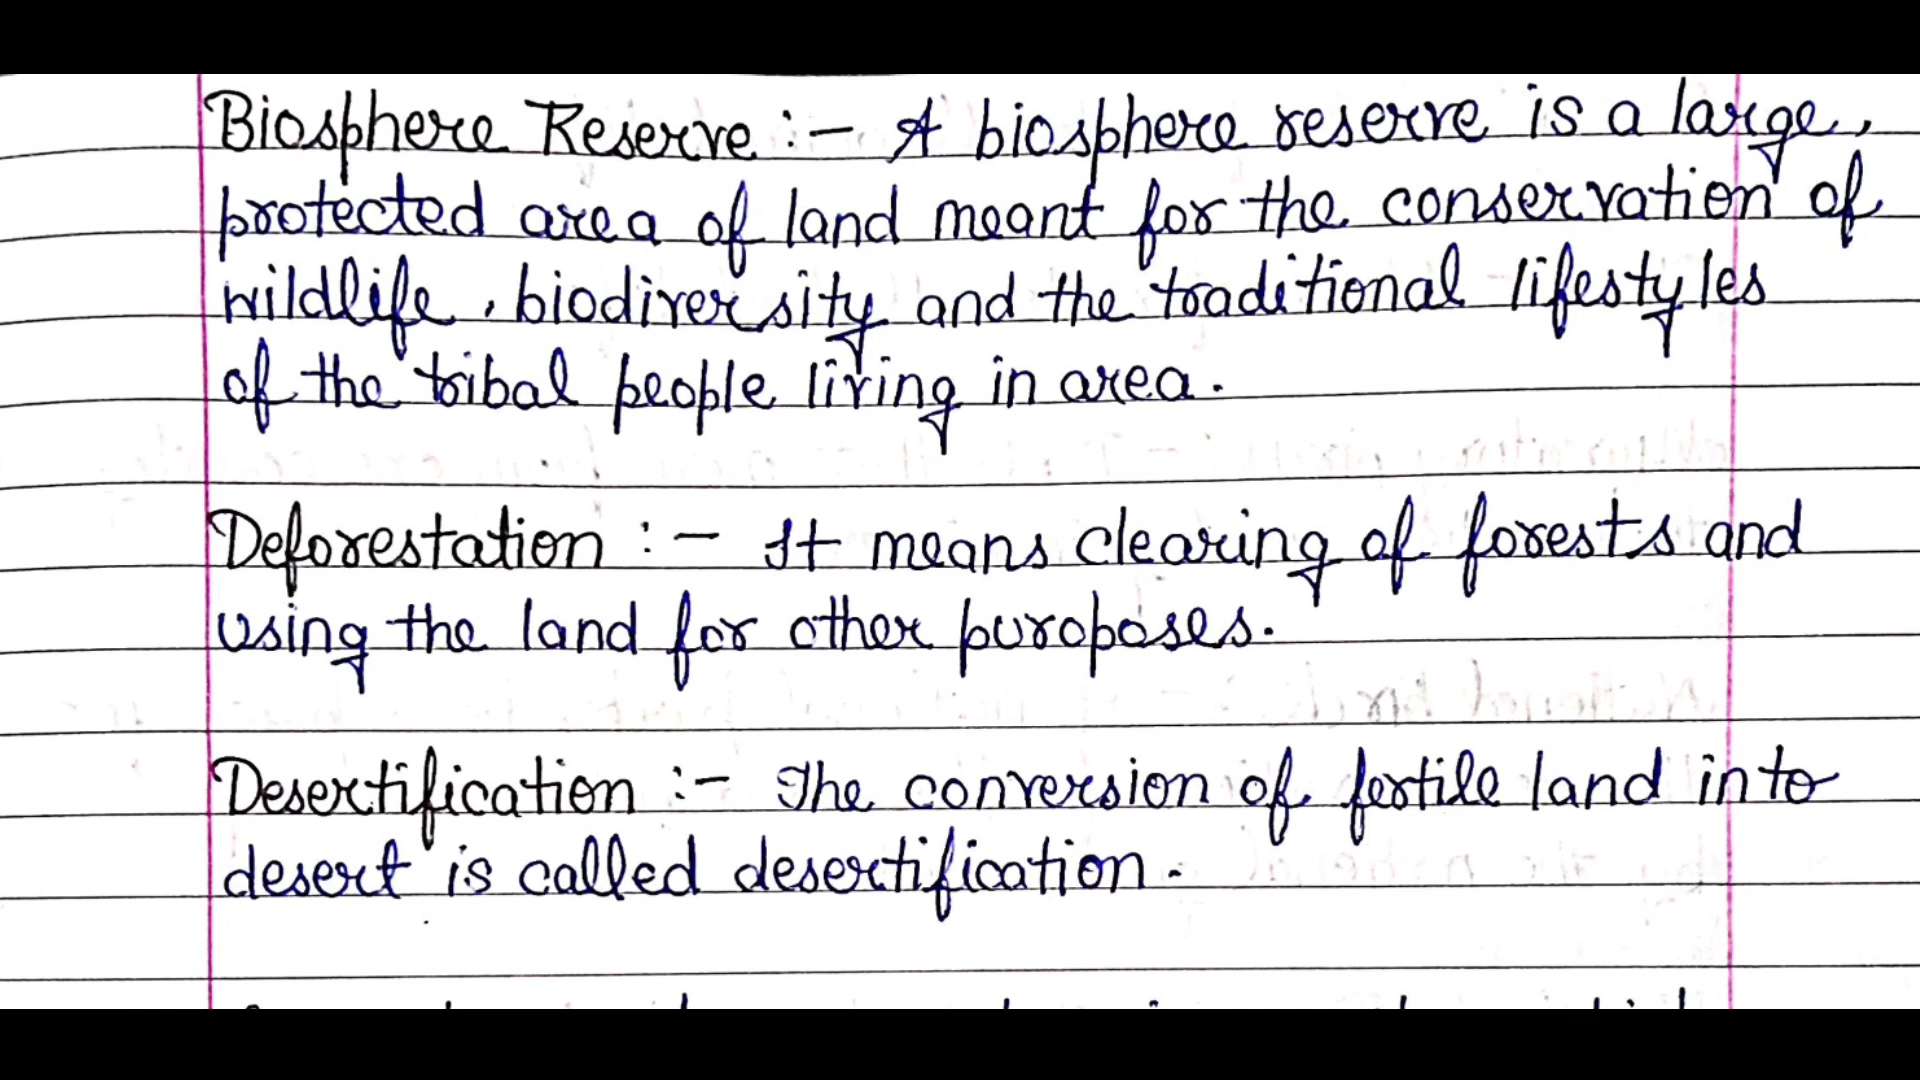 Biosphere Reserve :- A biosphere reserve is a large,
protected area of land meant for the conservation of
wildlife, biodiversity and the traditional lifestyles
of the tribal people living in area.
Deforestation :- It means clearing of forests and
using the land for other purposes.
Desertification :- The conversion of fertile land into
desert is called desertification.